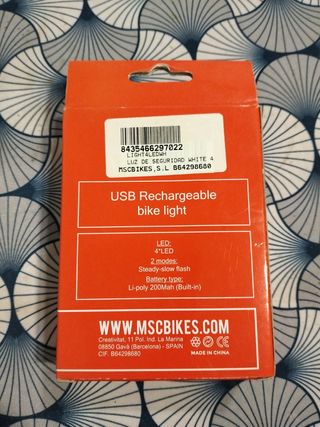 8435466297022
LIGHT4LEDWH
LUZ DE SEGURIDAD WHITE 4
MSCBIKES,S.L B64298680
USB Rechargeable
bike light
LED:
4*LED
2 modes:
Steady-slow flash
Battery type:
Li-poly 200Mah (Built-in)
WWW.MSCBIKES.COM
Creativitat, 11 Pol. Ind. La Marina
08850 Gavà (Barcelona) - SPAIN
CIF. B64298680
CE
MADE IN CHINA